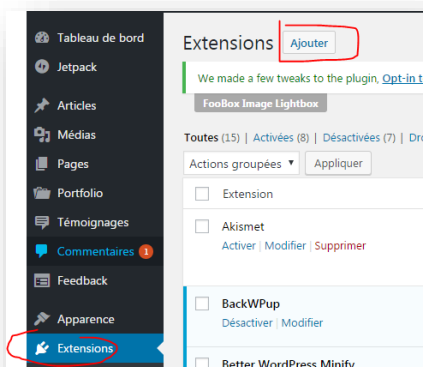 Tableau de bord
Jetpack
Articles
Médias
Pages
Portfolio
Témoignages
Commentaires 1
Feedback
Apparence
Extensions
Extensions Ajouter
We made a few tweaks to the plugin, Opt-in t
FooBox Image Lightbox
Toutes (15) | Activées (8) | Désactivées (7) | Dro
Actions groupées Appliquer
Extension
Akismet
Activer | Modifier | Supprimer
BackWPup
Désactiver | Modifier
Better WordPress Minify